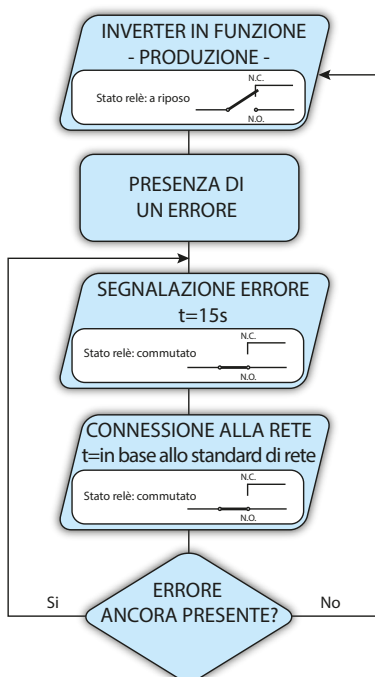 INVERTER IN FUNZIONE
- PRODUZIONE -
N.C.
Stato relè: a riposo
N.O.
PRESENZA DI
UN ERRORE
SEGNALAZIONE ERRORE
t=15s
N.C.
Stato relè: commutato
N.O.
CONNESSIONE ALLA RETE
t=in base allo standard di rete
N.C.
Stato relè: commutato
N.O.
ERRORE
ANCORA PRESENTE?
Si
No